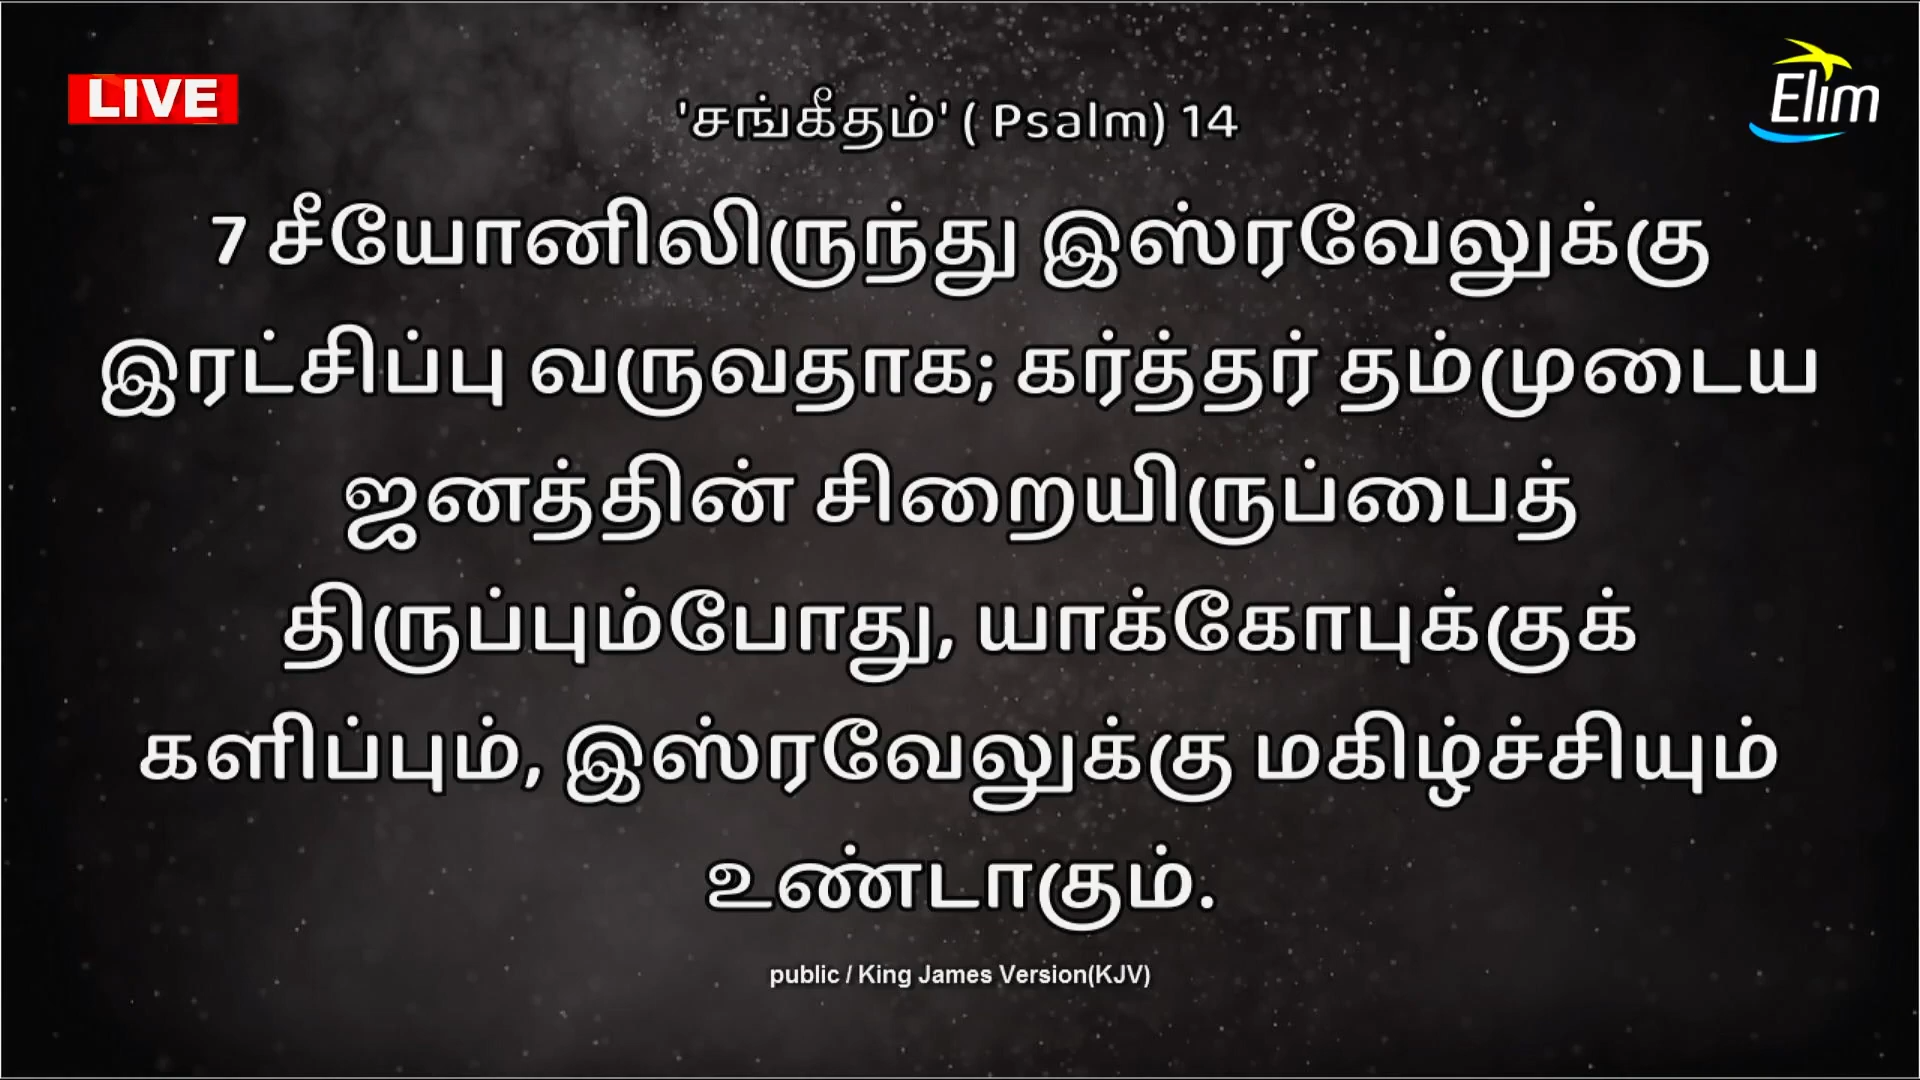 LIVE
Elim
'சங்கீதம்' ( Psalm) 14
7 சீயோனிலிருந்து இஸ்ரவேலுக்கு
இரட்சிப்பு வருவதாக; கர்த்தர் தம்முடைய
ஜனத்தின் சிறையிருப்பைத்
திருப்பும்போது, யாக்கோபுக்குக்
களிப்பும், இஸ்ரவேலுக்கு மகிழ்ச்சியும்
உண்டாகும்.
public / King James Version(KJV)